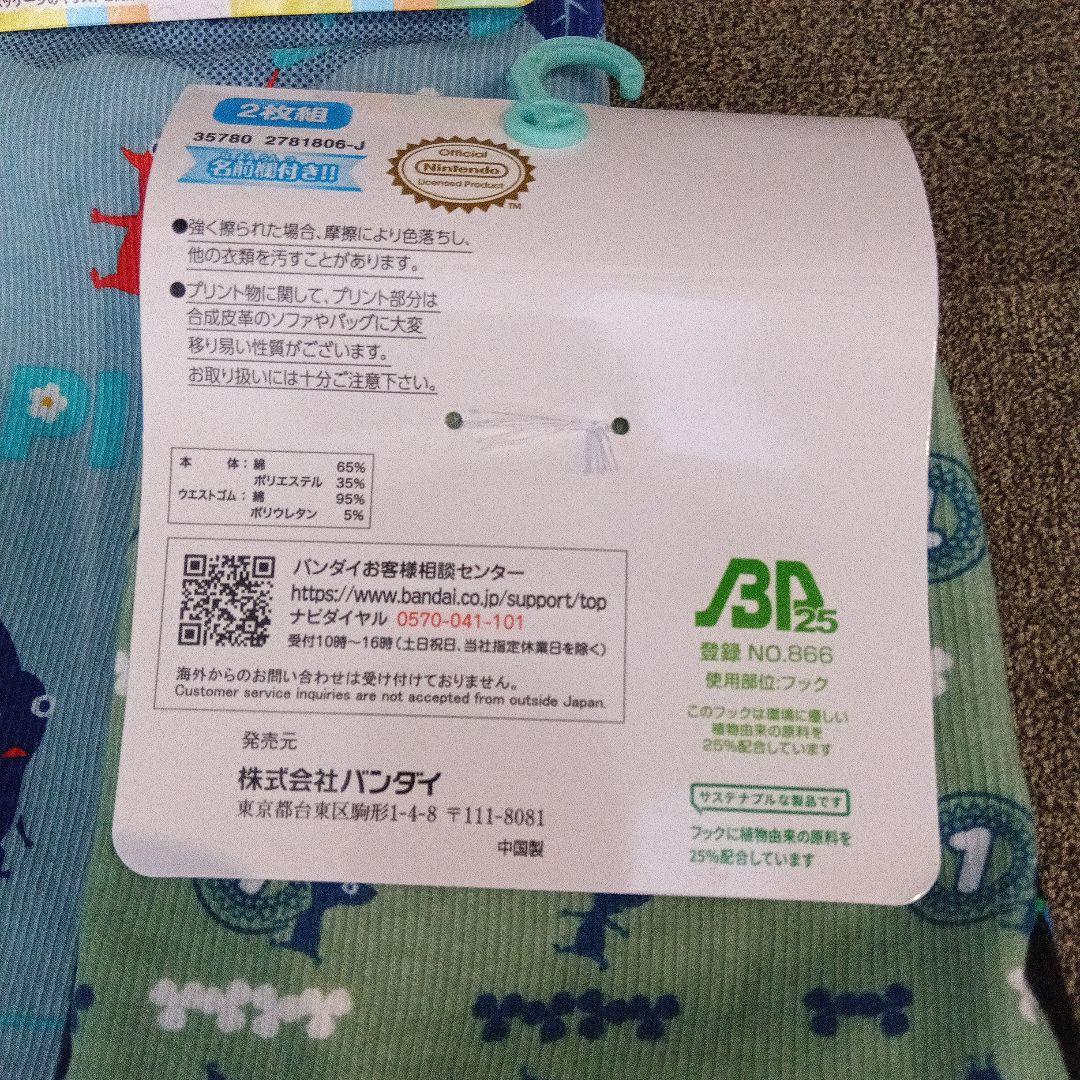 2枚組
35780 2781806-J
名前欄付き!!
Official
Nintendo
Licensed Product
TM
●強く擦られた場合、摩擦により色落ちし、
他の衣類を汚すことがあります。
●プリント物に関して、プリント部分は
合成皮革のソファやバッグに大変
移り易い性質がございます。
お取り扱いには十分ご注意下さい。
本 体:綿 65%
ポリエステル 35%
ウエストゴム:綿 95%
ポリウレタン 5%
バンダイお客様相談センター
https://www.bandai.co.jp/support/top
ナビダイヤル 0570-041-101
受付10時〜16時(土日祝日、当社指定休業日を除く)
海外からのお問い合わせは受け付けておりません。
Customer service inquiries are not accepted from outside Japan.
発売元
株式会社バンダイ
東京都台東区駒形1-4-8 〒111-8081
中国製
BP
25
登録 NO.866
使用部位:フック
このフックは環境に優しい
植物由来の原料を
25%配合しています
サステナブルな製品です
フックに植物由来の原料を
25%配合しています
PI
1